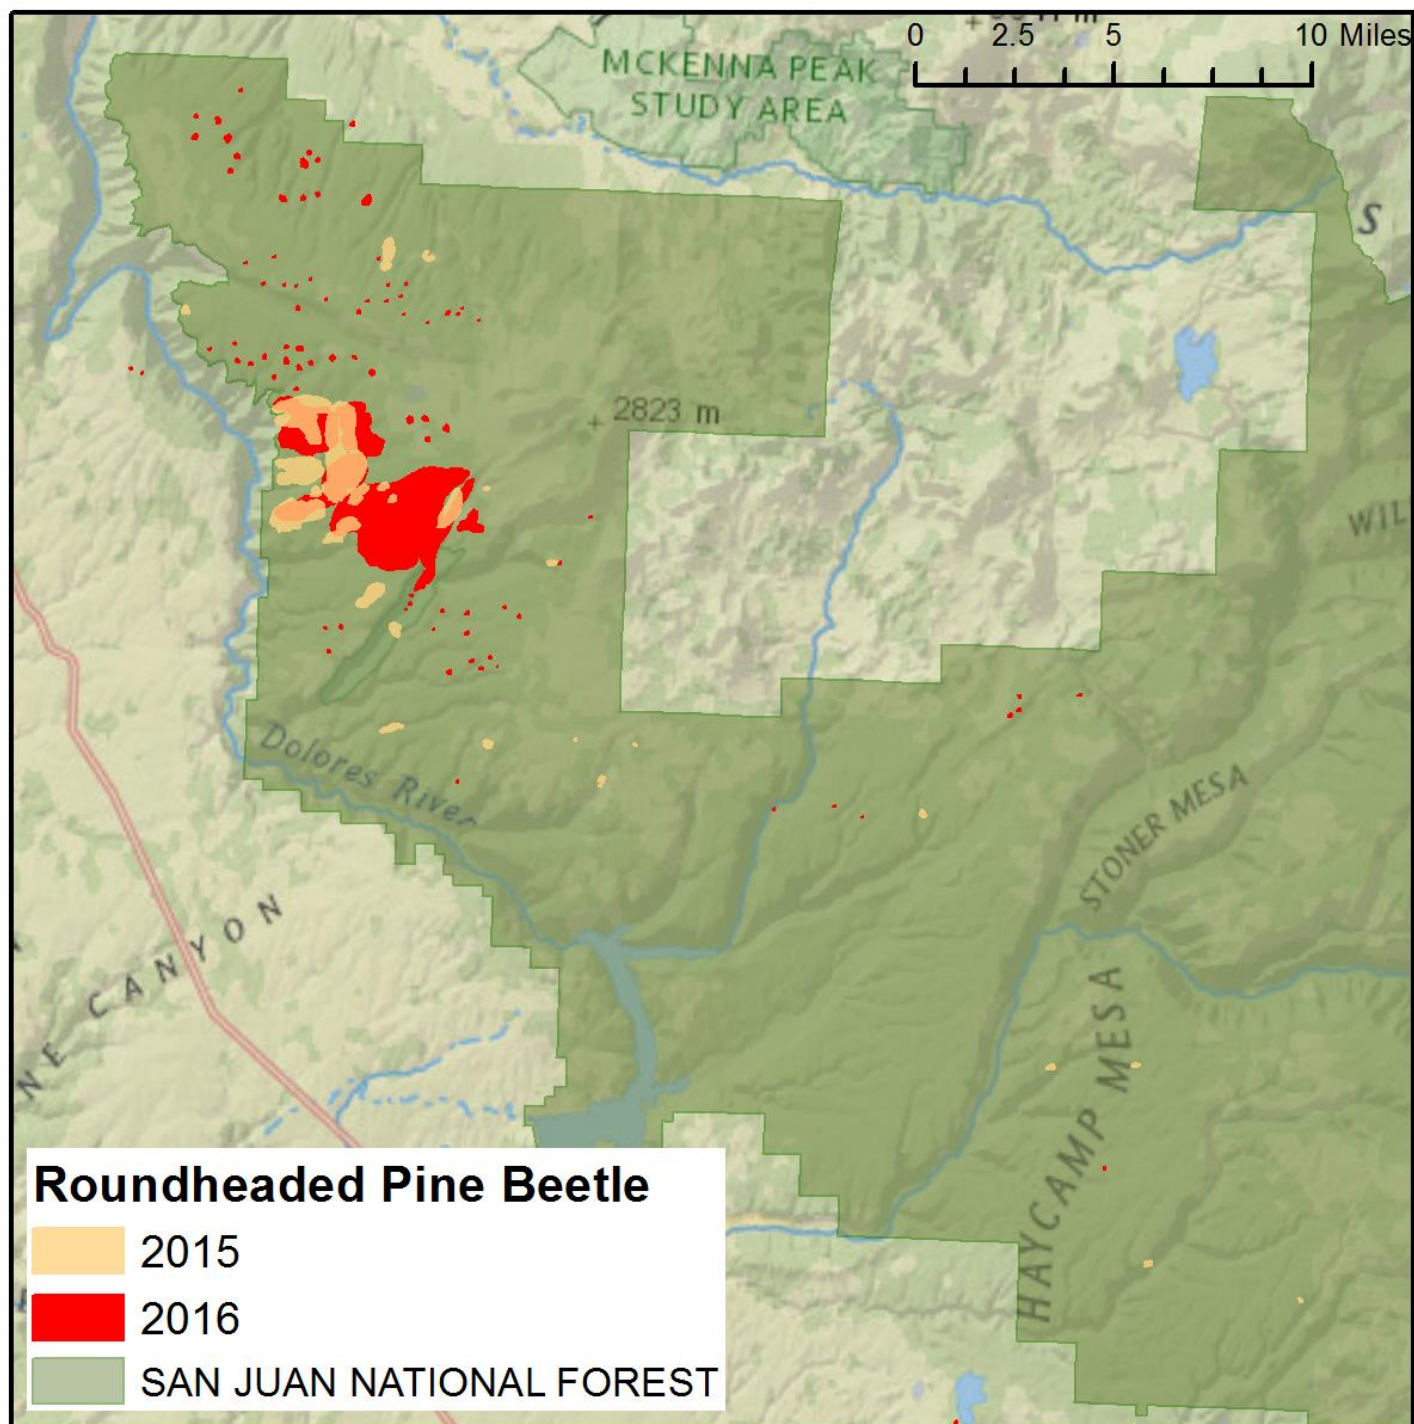 0 2.5 5 10 Miles
MCKENNA PEAK
STUDY AREA
S
2823 m
WIL
Dolores River
STONER MESA
CANYON
HAYCAMP MESA
Roundheaded Pine Beetle
2015
2016
SAN JUAN NATIONAL FOREST